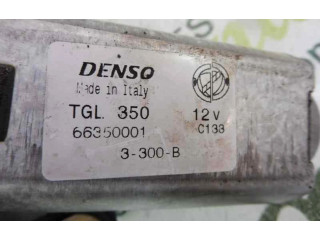 DENSO
Made in Italy
TGL 350 12 V
66350001 C133
3-300-B